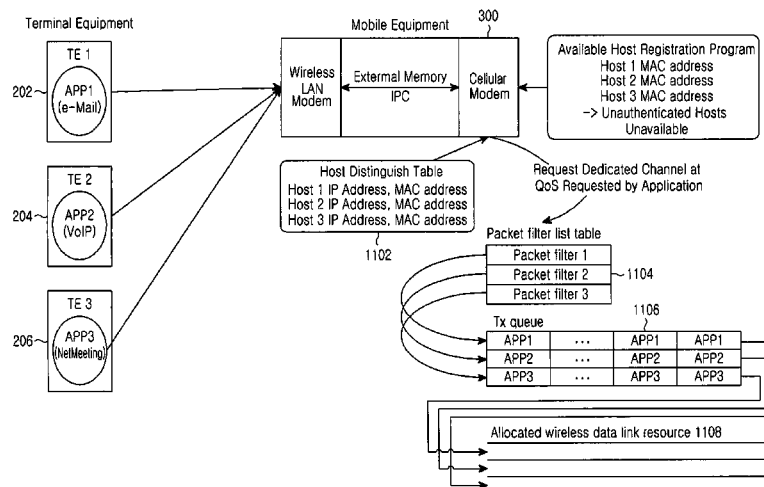 Terminal Equipment
TE 1
APP1
(e-Mail)
202
TE 2
APP2
(VoIP)
204
TE 3
APP3
(NetMeeting)
206
Mobile Equipment
300
Wireless
LAN
Modem
External Memory
IPC
Cellular
Modem
Available Host Registration Program
Host 1 MAC address
Host 2 MAC address
Host 3 MAC address
-> Unauthenticated Hosts
Unavailable
Host Distinguish Table
Host 1 IP Address, MAC address
Host 2 IP Address, MAC address
Host 3 IP Address, MAC address
1102
Request Dedicated Channel at
QoS Requested by Application
Packet filter list table
Packet filter 1
Packet filter 2
Packet filter 3
1104
Tx queue
1106
APP1 ... APP1 APP1
APP2 ... APP2 APP2
APP3 ... APP3 APP3
Allocated wireless data link resource 1108